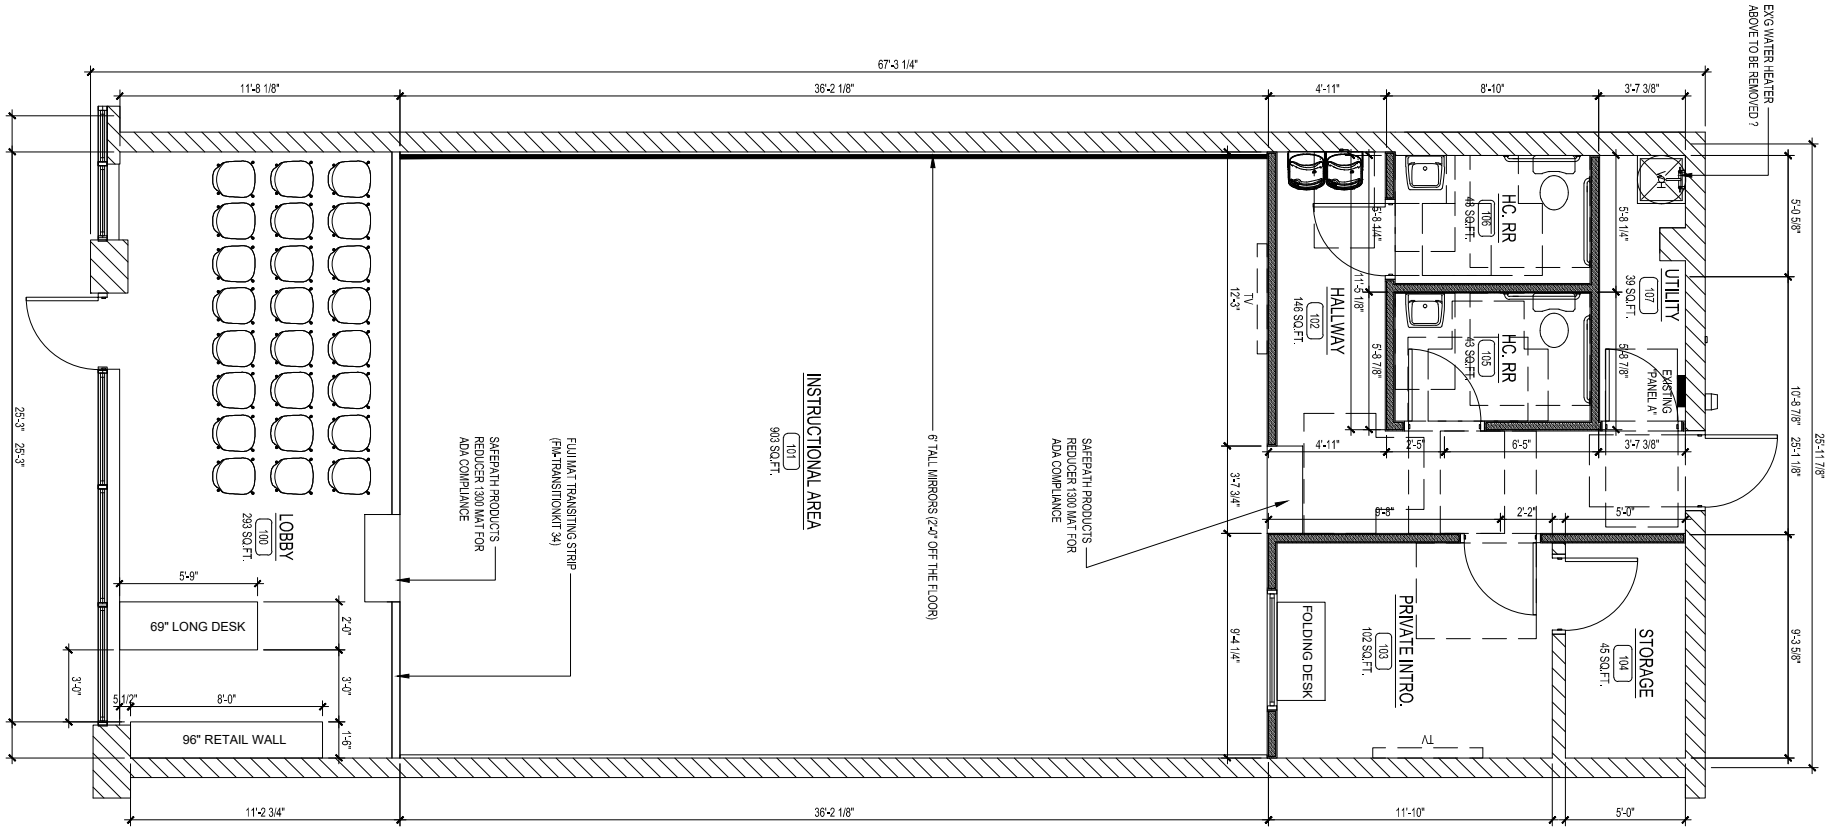 EX'G WATER HEATER
ABOVE TO BE REMOVED ?
67'-3 1/4"
11'-8 1/8"
36'-2 1/8"
4'-11"
8'-10"
3'-7 3/8"
25'-3"
25'-3"
LOBBY
100
293 SQ.FT.
5'-9"
69" LONG DESK
2'-0"
3'-0"
3'-0"
5 1/2"
8'-0"
96" RETAIL WALL
1'-6"
SAFEPATH PRODUCTS
REDUCER 1300 MAT FOR
ADA COMPLIANCE
FUJI MAT TRANSITING STRIP
(FM-TRANSITIONKIT 34)
INSTRUCTIONAL AREA
101
903 SQ.FT.
6' TALL MIRRORS (2'-0" OFF THE FLOOR)
SAFEPATH PRODUCTS
REDUCER 1300 MAT FOR
ADA COMPLIANCE
TV
12'-3"
3'-7 3/4"
9'-4 1/4"
HALLWAY
102
146 SQ.FT.
5'-8 1/4"
11'-5 1/8"
5'-8 7/8"
HC. RR
106
43 SQ.FT.
HC. RR
105
43 SQ.FT.
UTILITY
107
39 SQ.FT.
5'-8 1/4"
5'-8 7/8"
EXISTING
"PANEL A"
4'-11"
2'-5"
6'-5"
3'-7 3/8"
9'-8"
2'-2"
5'-0"
PRIVATE INTRO.
103
102 SQ.FT.
FOLDING DESK
TV
STORAGE
104
45 SQ.FT.
5'-0 5/8"
10'-8 7/8"
25'-1 1/8"
25'-11 7/8"
9'-3 5/8"
11'-2 3/4"
36'-2 1/8"
11'-10"
5'-0"